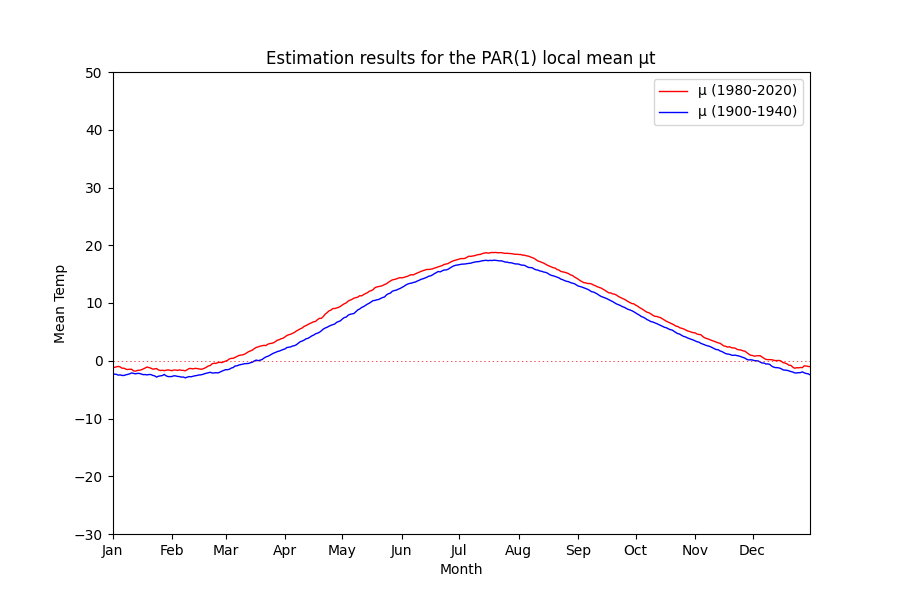 Estimation results for the PAR(1) local mean μt
μ (1980-2020)
μ (1900-1940)
50
40
30
20
10
0
−10
−20
−30
Mean Temp
Jan Feb Mar Apr May Jun Jul Aug Sep Oct Nov Dec
Month